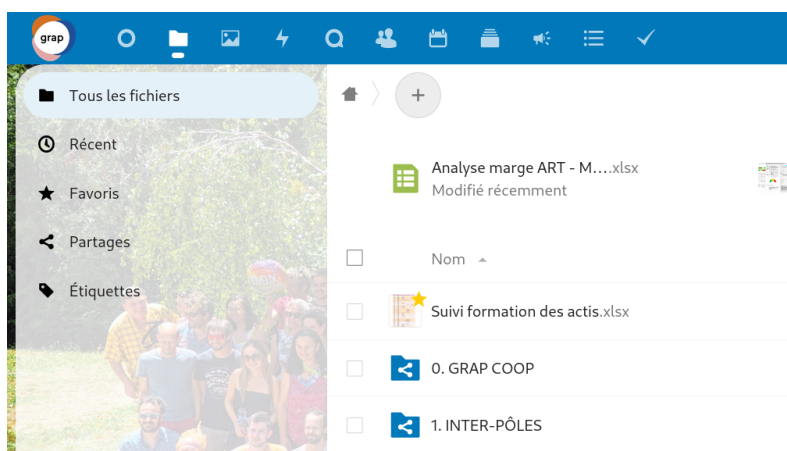 grap
Tous les fichiers
Récent
Favoris
Partages
Étiquettes
Analyse marge ART - M....xlsx
Modifié récemment
Nom
Suivi formation des actis.xlsx
0. GRAP COOP
1. INTER-PÔLES